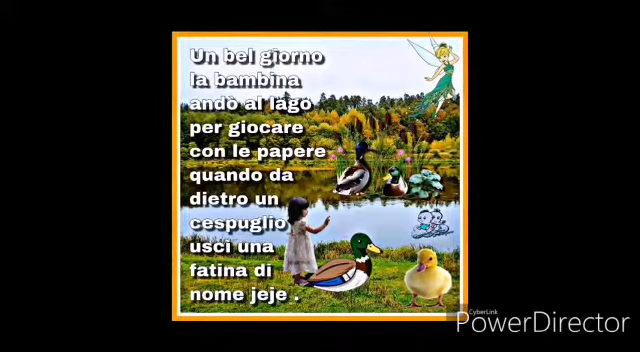 Un bel giorno
la bambina
andò al lago
per giocare
con le papere
quando da
dietro un
cespuglio
uscì una
fatina di
nome jeje .
CyberLink
PowerDirector